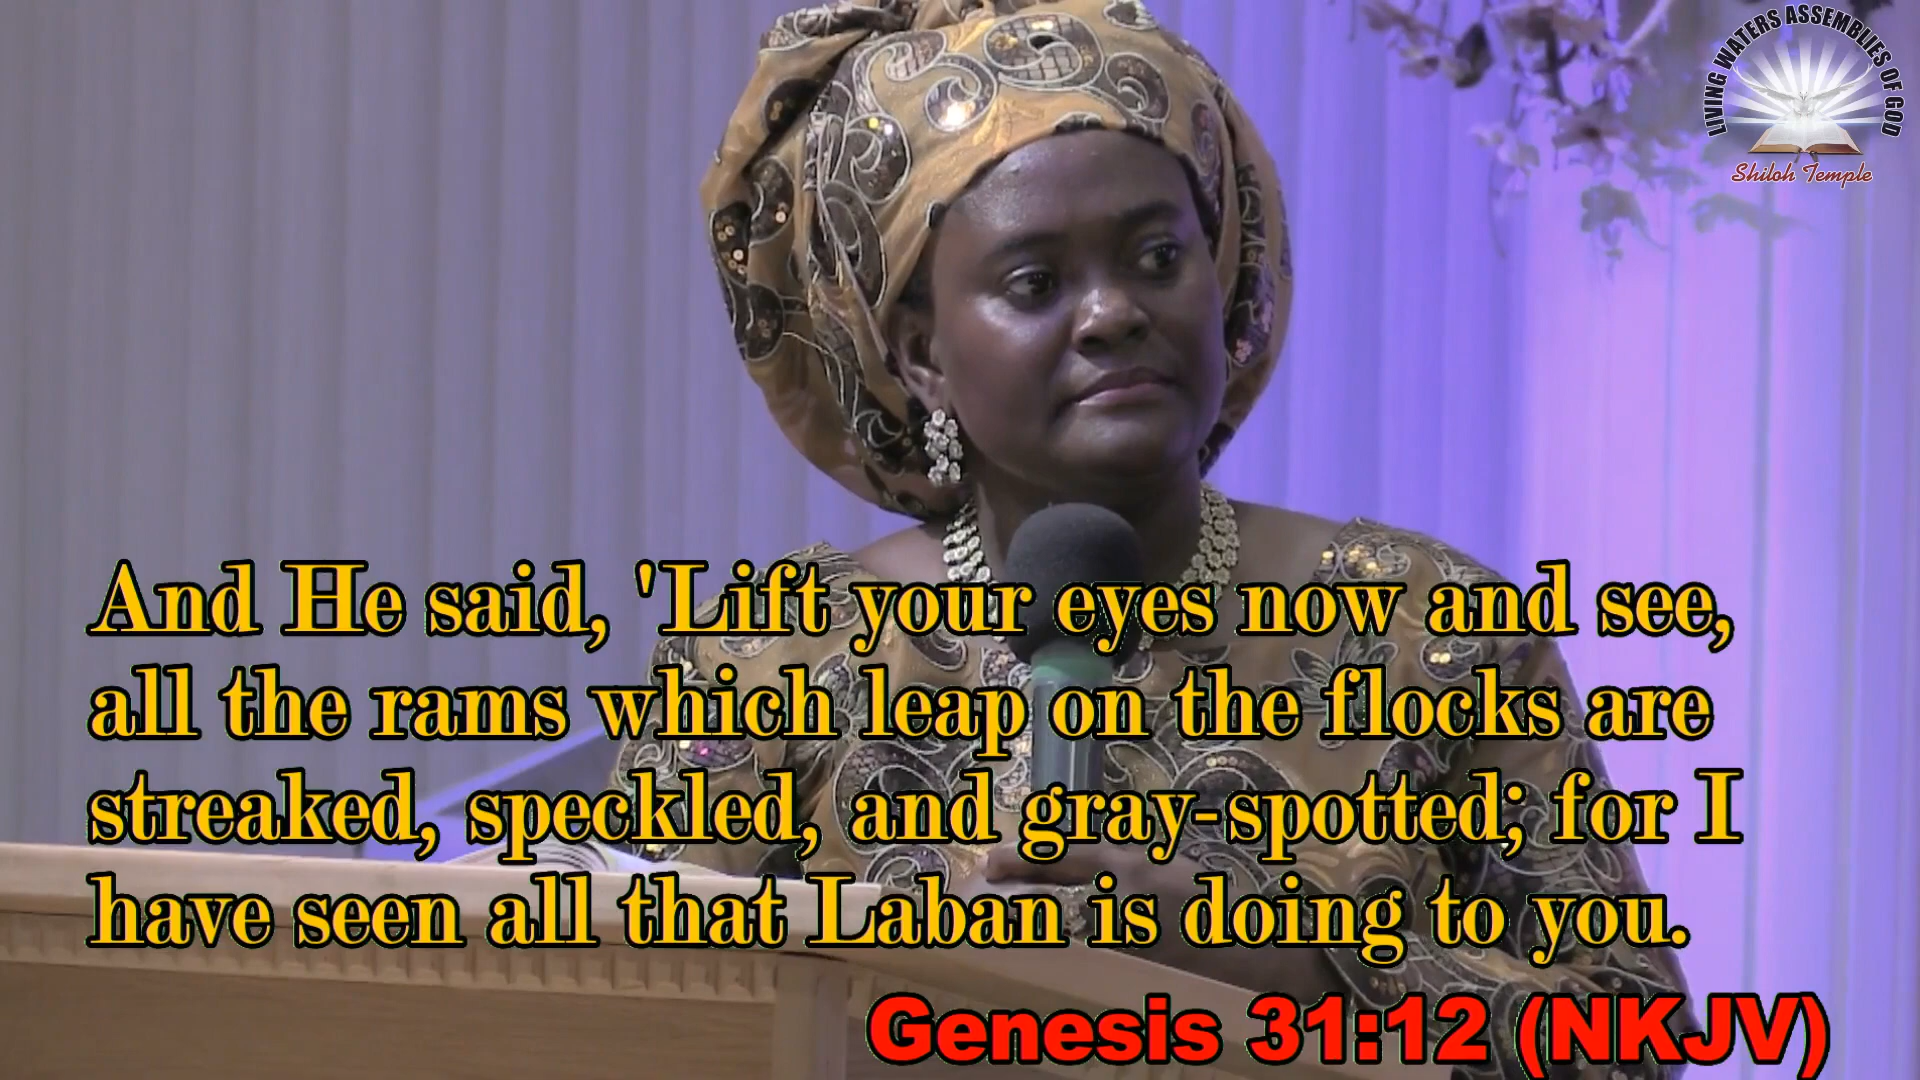 LIVING WATERS ASSEMBLIES OF GOD
Shiloh Temple
And He said, 'Lift your eyes now and see,
all the rams which leap on the flocks are
streaked, speckled, and gray-spotted; for I
have seen all that Laban is doing to you.
Genesis 31:12 (NKJV)